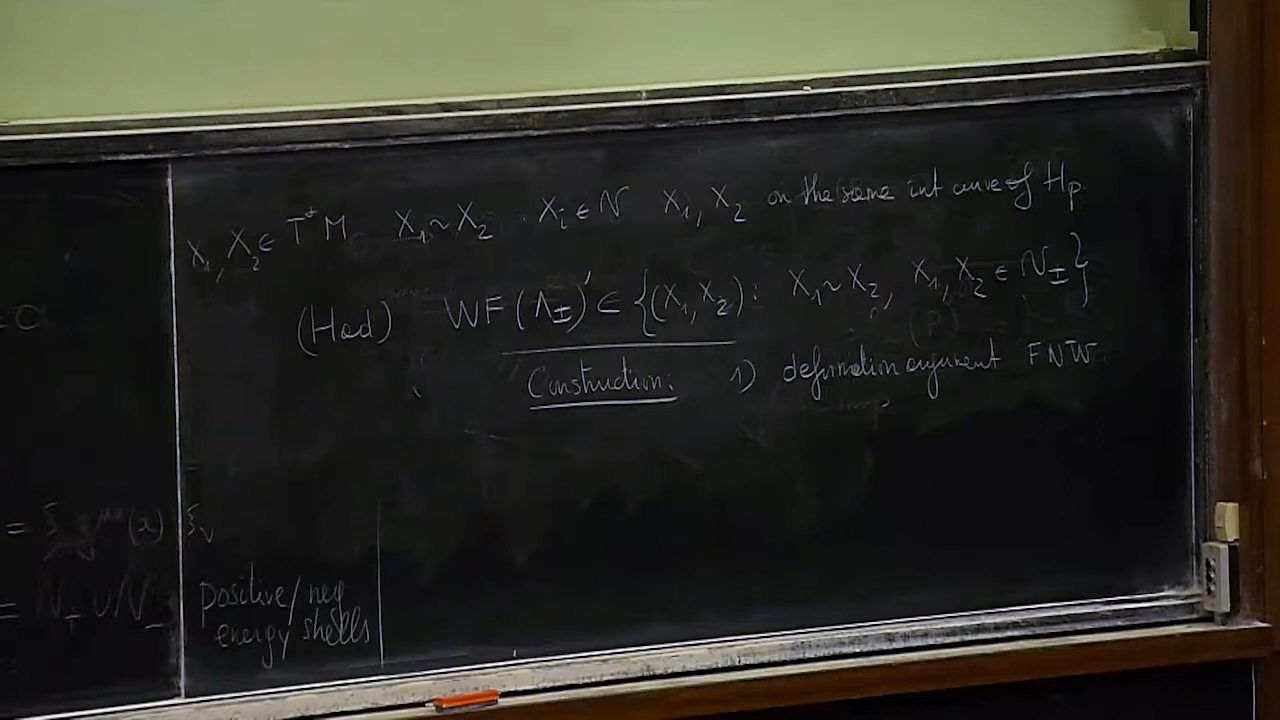 X₁, X₂ ∈ T*M X₁ ~ X₂ : Xᵢ ∈ N X₁, X₂ on the same int curve of H_p
(Had) WF(Λ±)' ⊂ {(X₁, X₂): X₁ ~ X₂, X₁, X₂ ∈ N±}
Construction: 1) deformation argument FNW
= ξ_μ g^{μν}(x) ξ_ν
= N₊ ∪ N₋ positive/neg
energy shells